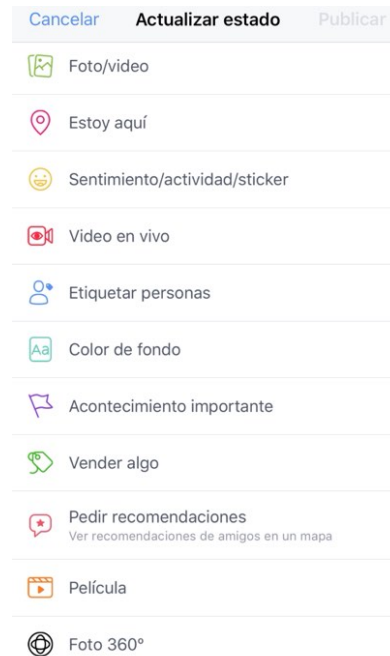 Cancelar Actualizar estado Publicar
Foto/video
Estoy aquí
Sentimiento/actividad/sticker
Video en vivo
Etiquetar personas
Aa Color de fondo
Acontecimiento importante
Vender algo
Pedir recomendaciones
Ver recomendaciones de amigos en un mapa
Película
Foto 360°